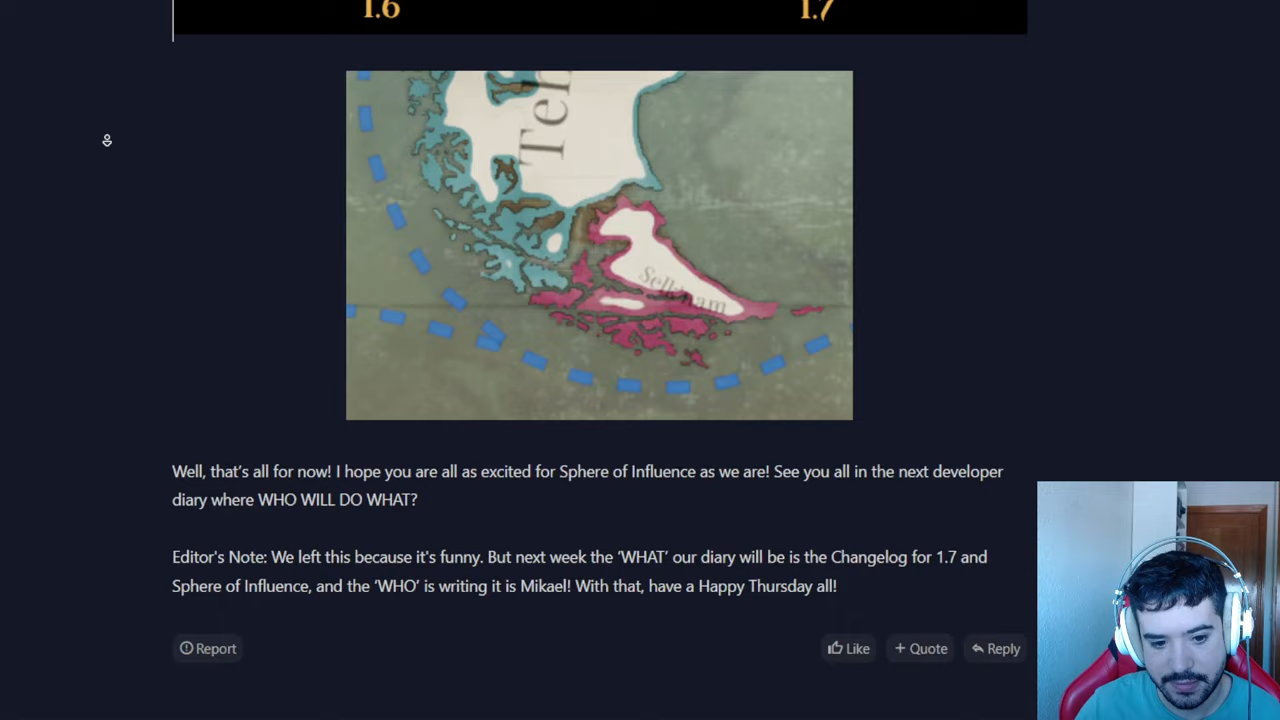 1.6 1.7
Teh
Selk'nam
Well, that's all for now! I hope you are all as excited for Sphere of Influence as we are! See you all in the next developer
diary where WHO WILL DO WHAT?
Editor's Note: We left this because it's funny. But next week the ‘WHAT’ our diary will be is the Changelog for 1.7 and
Sphere of Influence, and the ‘WHO’ is writing it is Mikael! With that, have a Happy Thursday all!
Report Like + Quote Reply